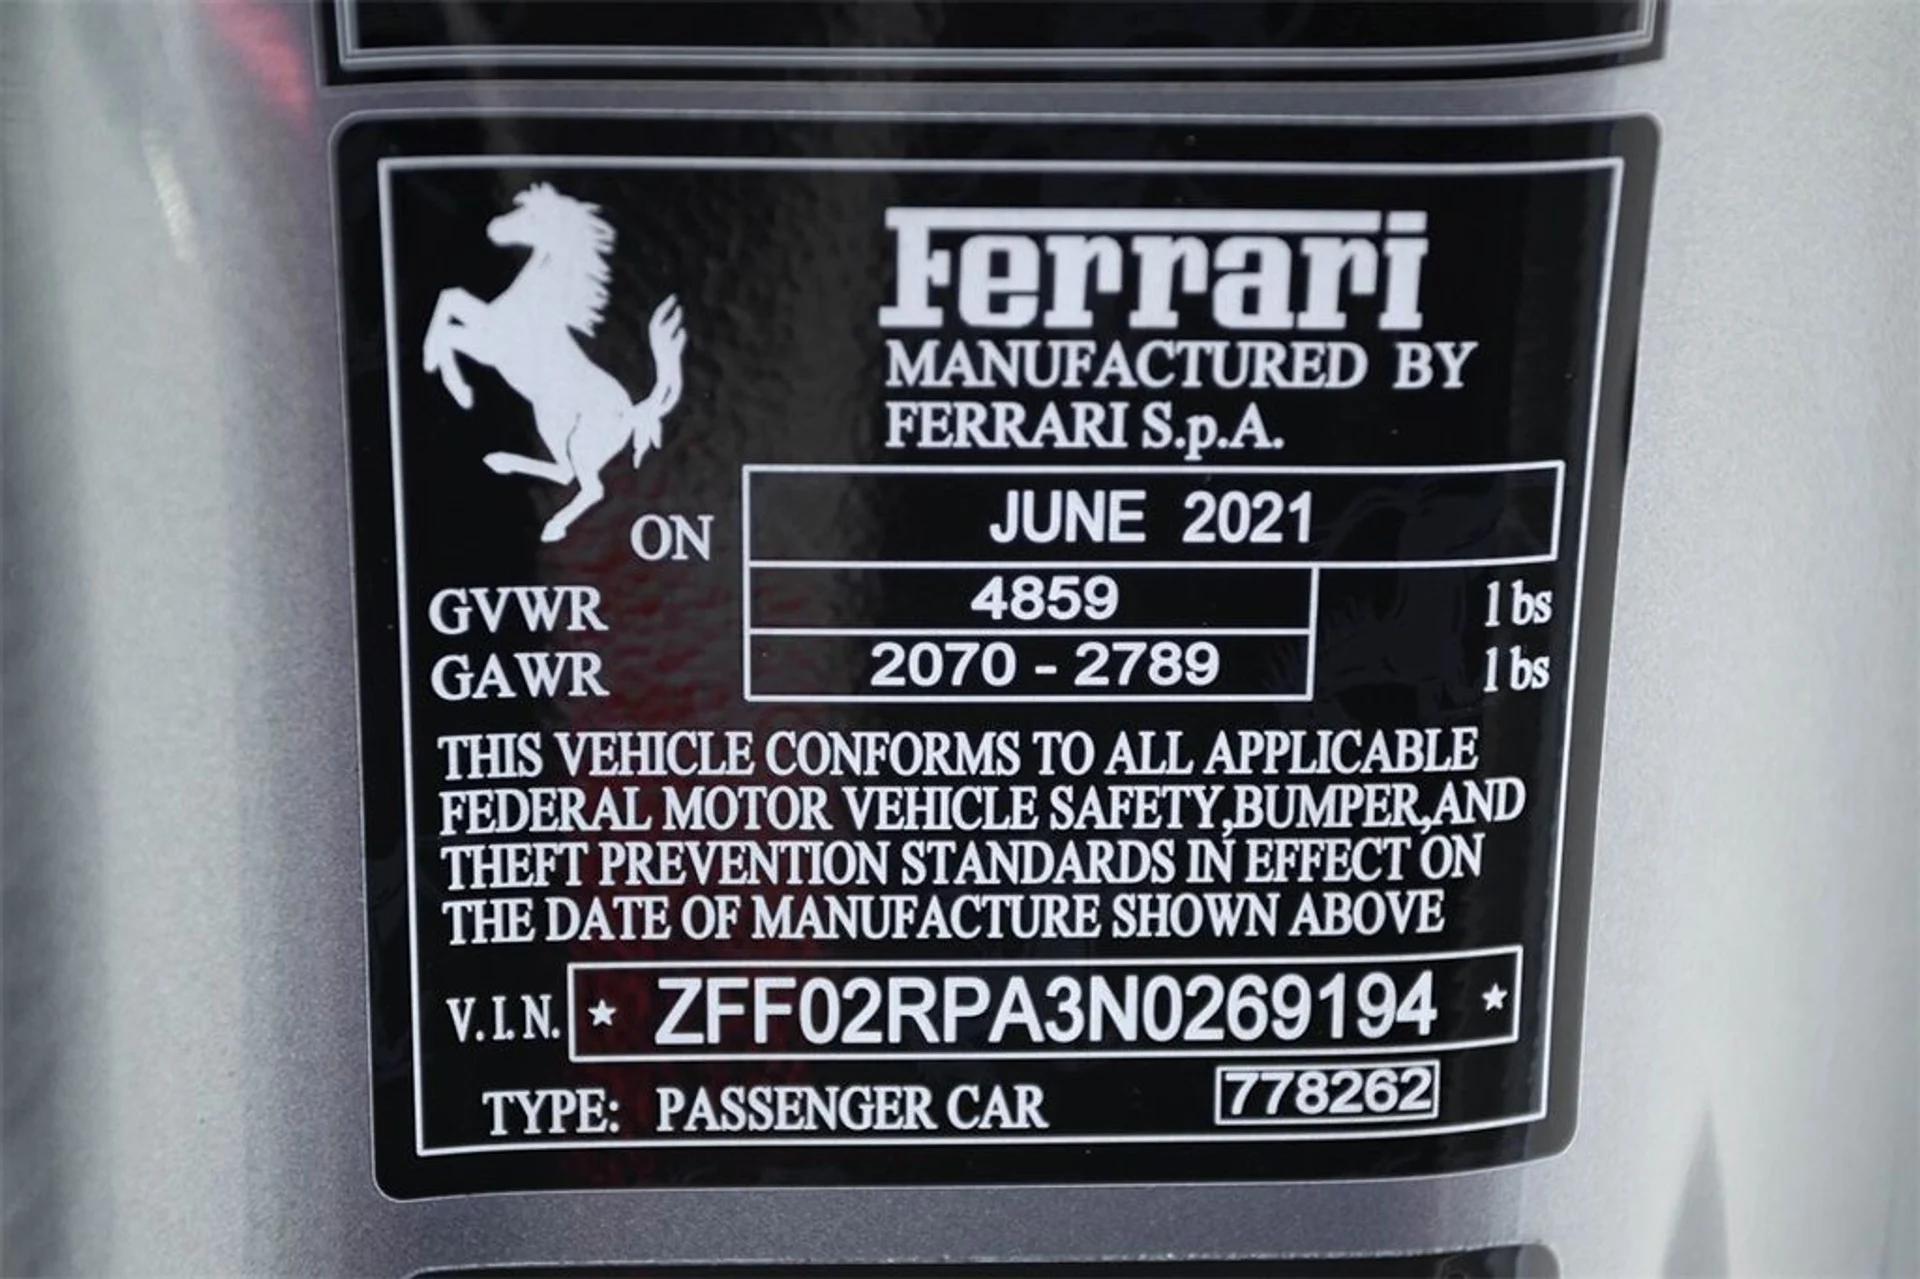 Ferrari
MANUFACTURED BY
FERRARI S.p.A.
ON JUNE 2021
GVWR 4859 lbs
GAWR 2070 - 2789 lbs
THIS VEHICLE CONFORMS TO ALL APPLICABLE
FEDERAL MOTOR VEHICLE SAFETY,BUMPER,AND
THEFT PREVENTION STANDARDS IN EFFECT ON
THE DATE OF MANUFACTURE SHOWN ABOVE
V.I.N. ★ ZFF02RPA3N0269194 ★
TYPE: PASSENGER CAR 778262